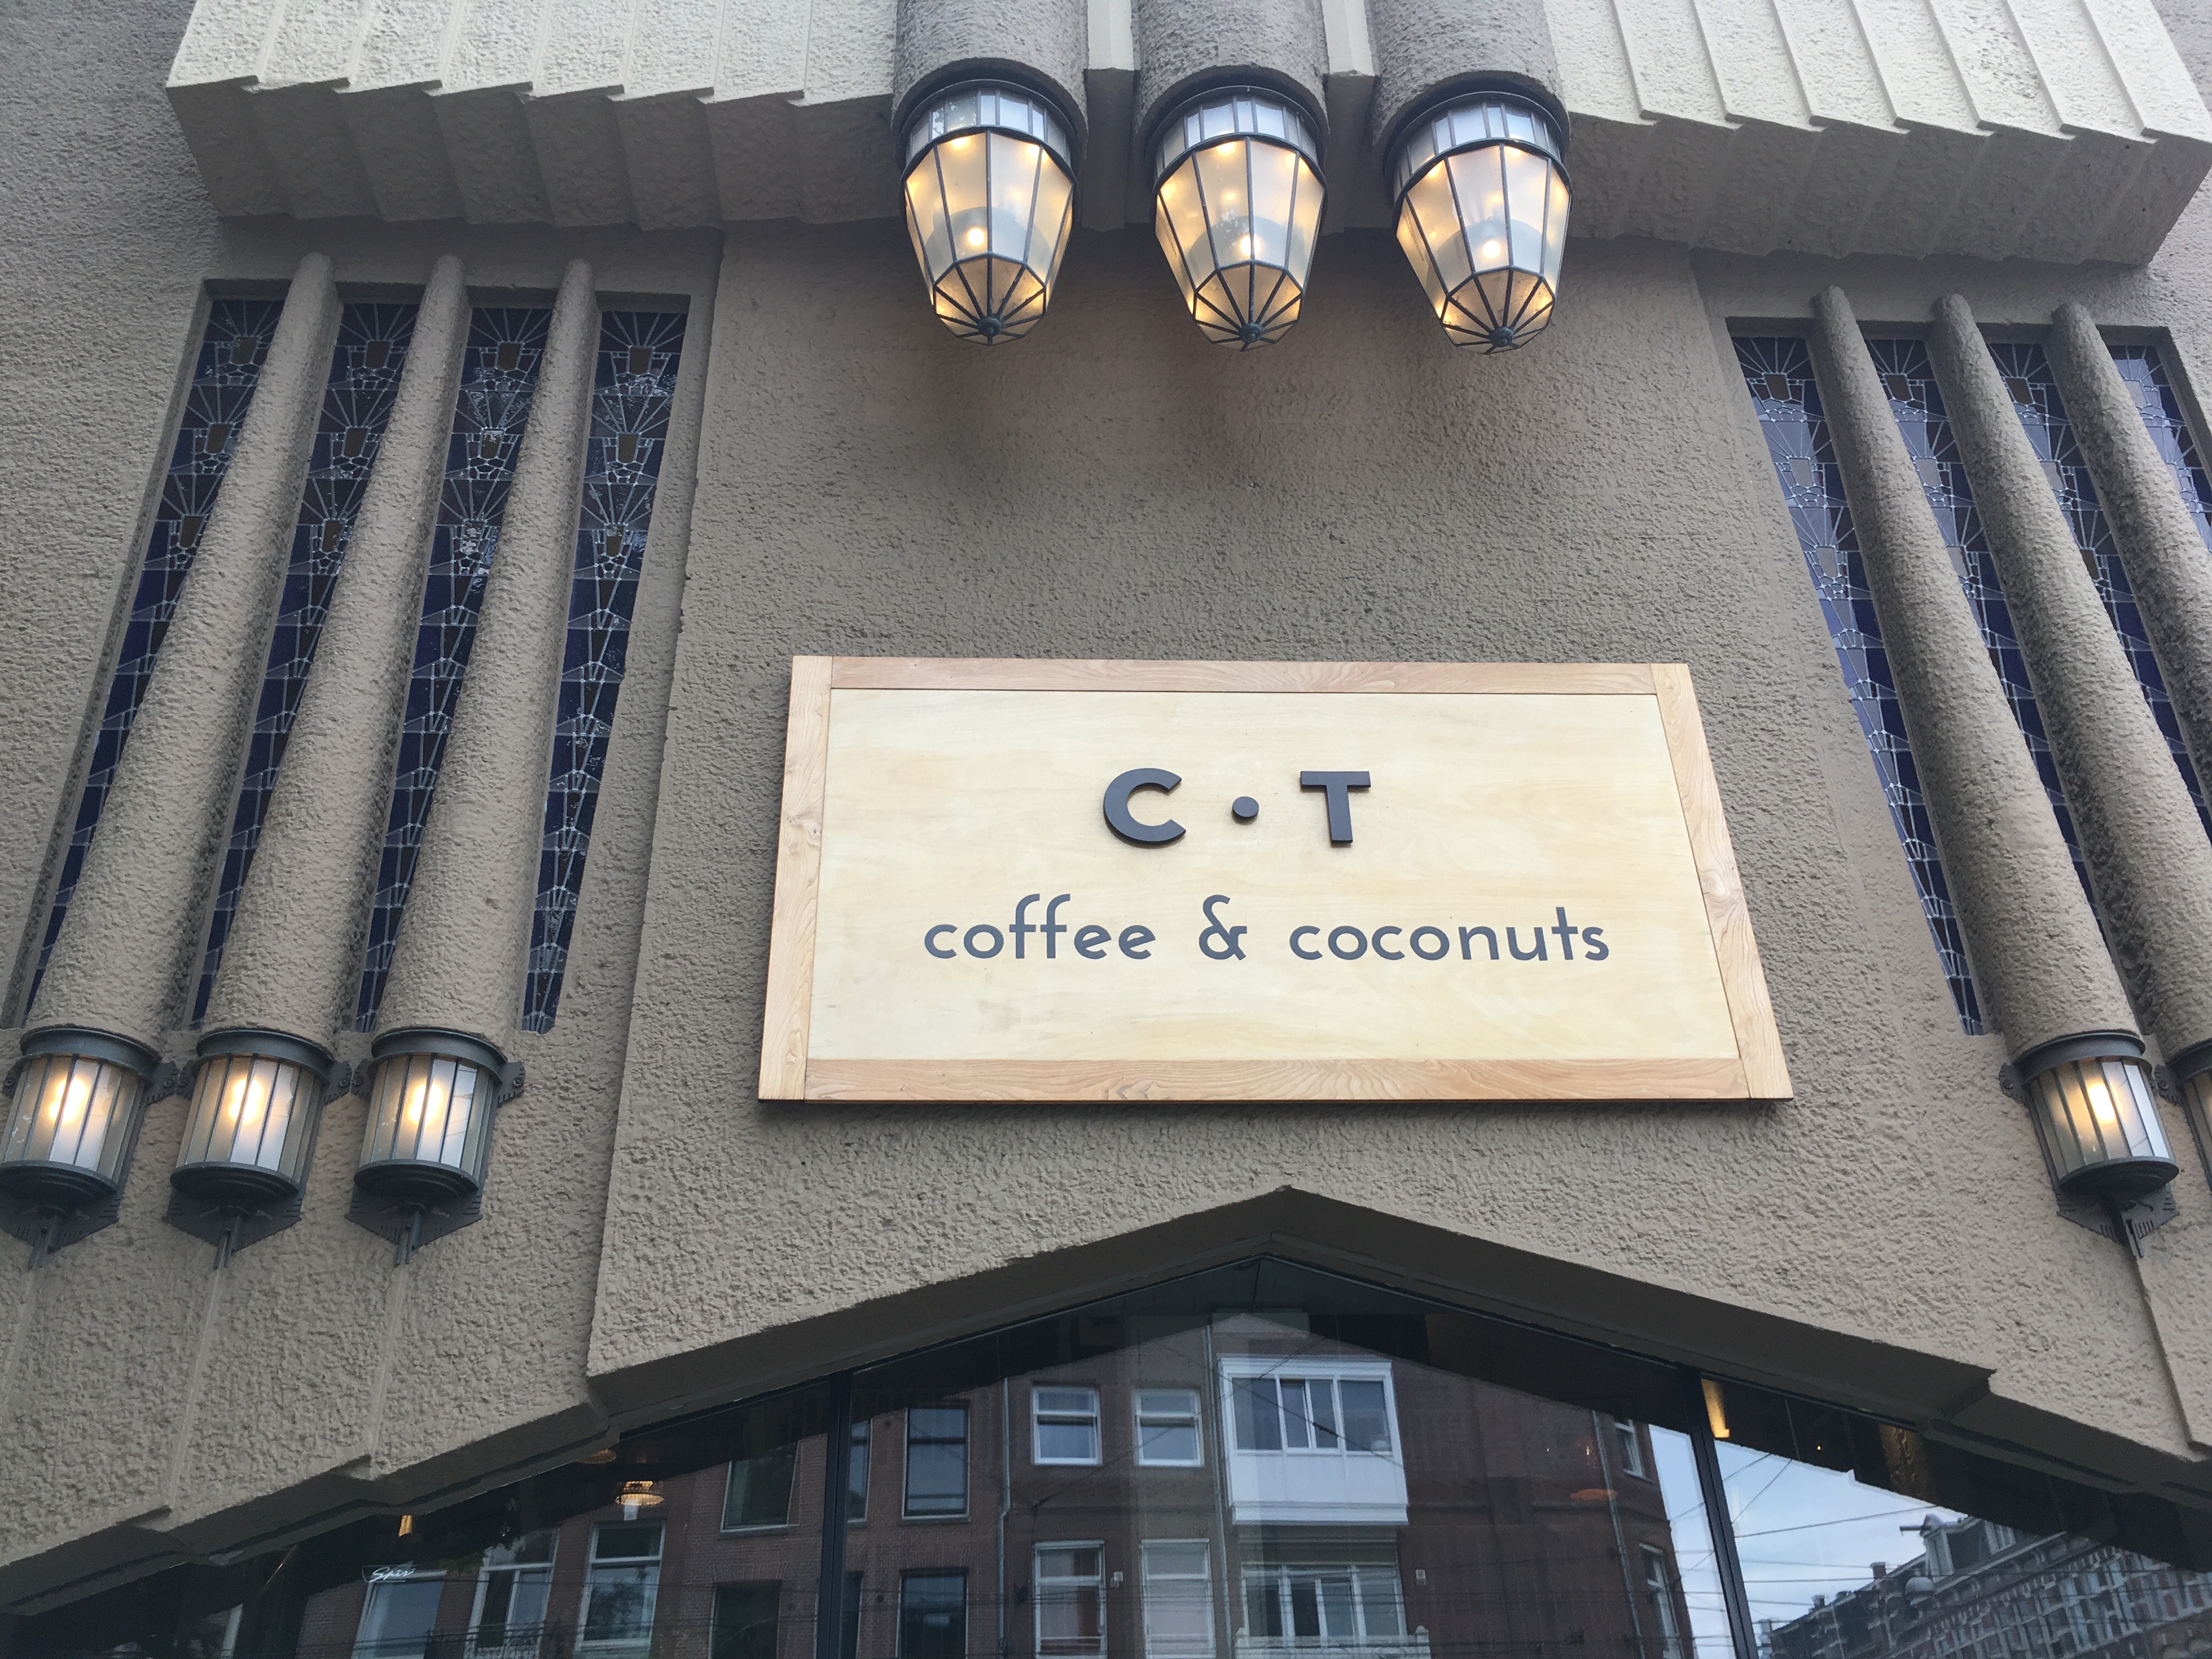 C • T
coffee & coconuts